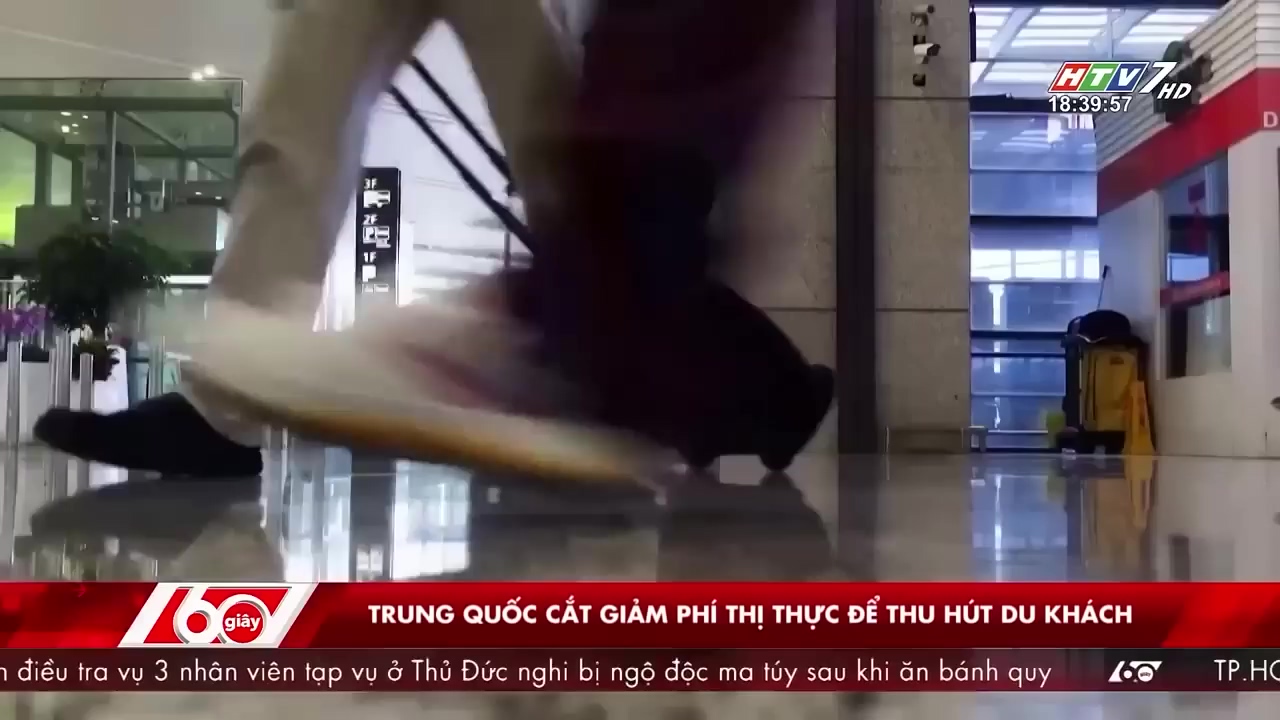 HTV7 HD
18:39:57
D
3F
2F
P
1F
60 giây
TRUNG QUỐC CẮT GIẢM PHÍ THỊ THỰC ĐỂ THU HÚT DU KHÁCH
điều tra vụ 3 nhân viên tạp vụ ở Thủ Đức nghi bị ngộ độc ma túy sau khi ăn bánh quy 60 giây TP.HC